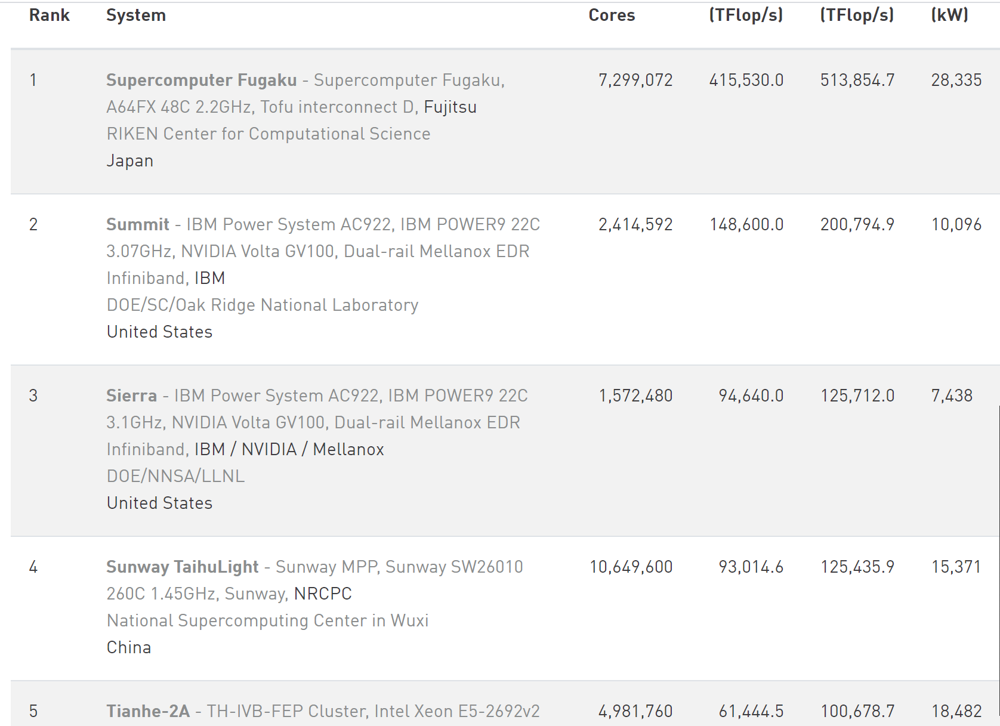 Rank System Cores (TFlop/s) (TFlop/s) (kW)
1 Supercomputer Fugaku - Supercomputer Fugaku, 7,299,072 415,530.0 513,854.7 28,335
A64FX 48C 2.2GHz, Tofu interconnect D, Fujitsu
RIKEN Center for Computational Science
Japan
2 Summit - IBM Power System AC922, IBM POWER9 22C 2,414,592 148,600.0 200,794.9 10,096
3.07GHz, NVIDIA Volta GV100, Dual-rail Mellanox EDR
Infiniband, IBM
DOE/SC/Oak Ridge National Laboratory
United States
3 Sierra - IBM Power System AC922, IBM POWER9 22C 1,572,480 94,640.0 125,712.0 7,438
3.1GHz, NVIDIA Volta GV100, Dual-rail Mellanox EDR
Infiniband, IBM / NVIDIA / Mellanox
DOE/NNSA/LLNL
United States
4 Sunway TaihuLight - Sunway MPP, Sunway SW26010 10,649,600 93,014.6 125,435.9 15,371
260C 1.45GHz, Sunway, NRCPC
National Supercomputing Center in Wuxi
China
5 Tianhe-2A - TH-IVB-FEP Cluster, Intel Xeon E5-2692v2 4,981,760 61,444.5 100,678.7 18,482